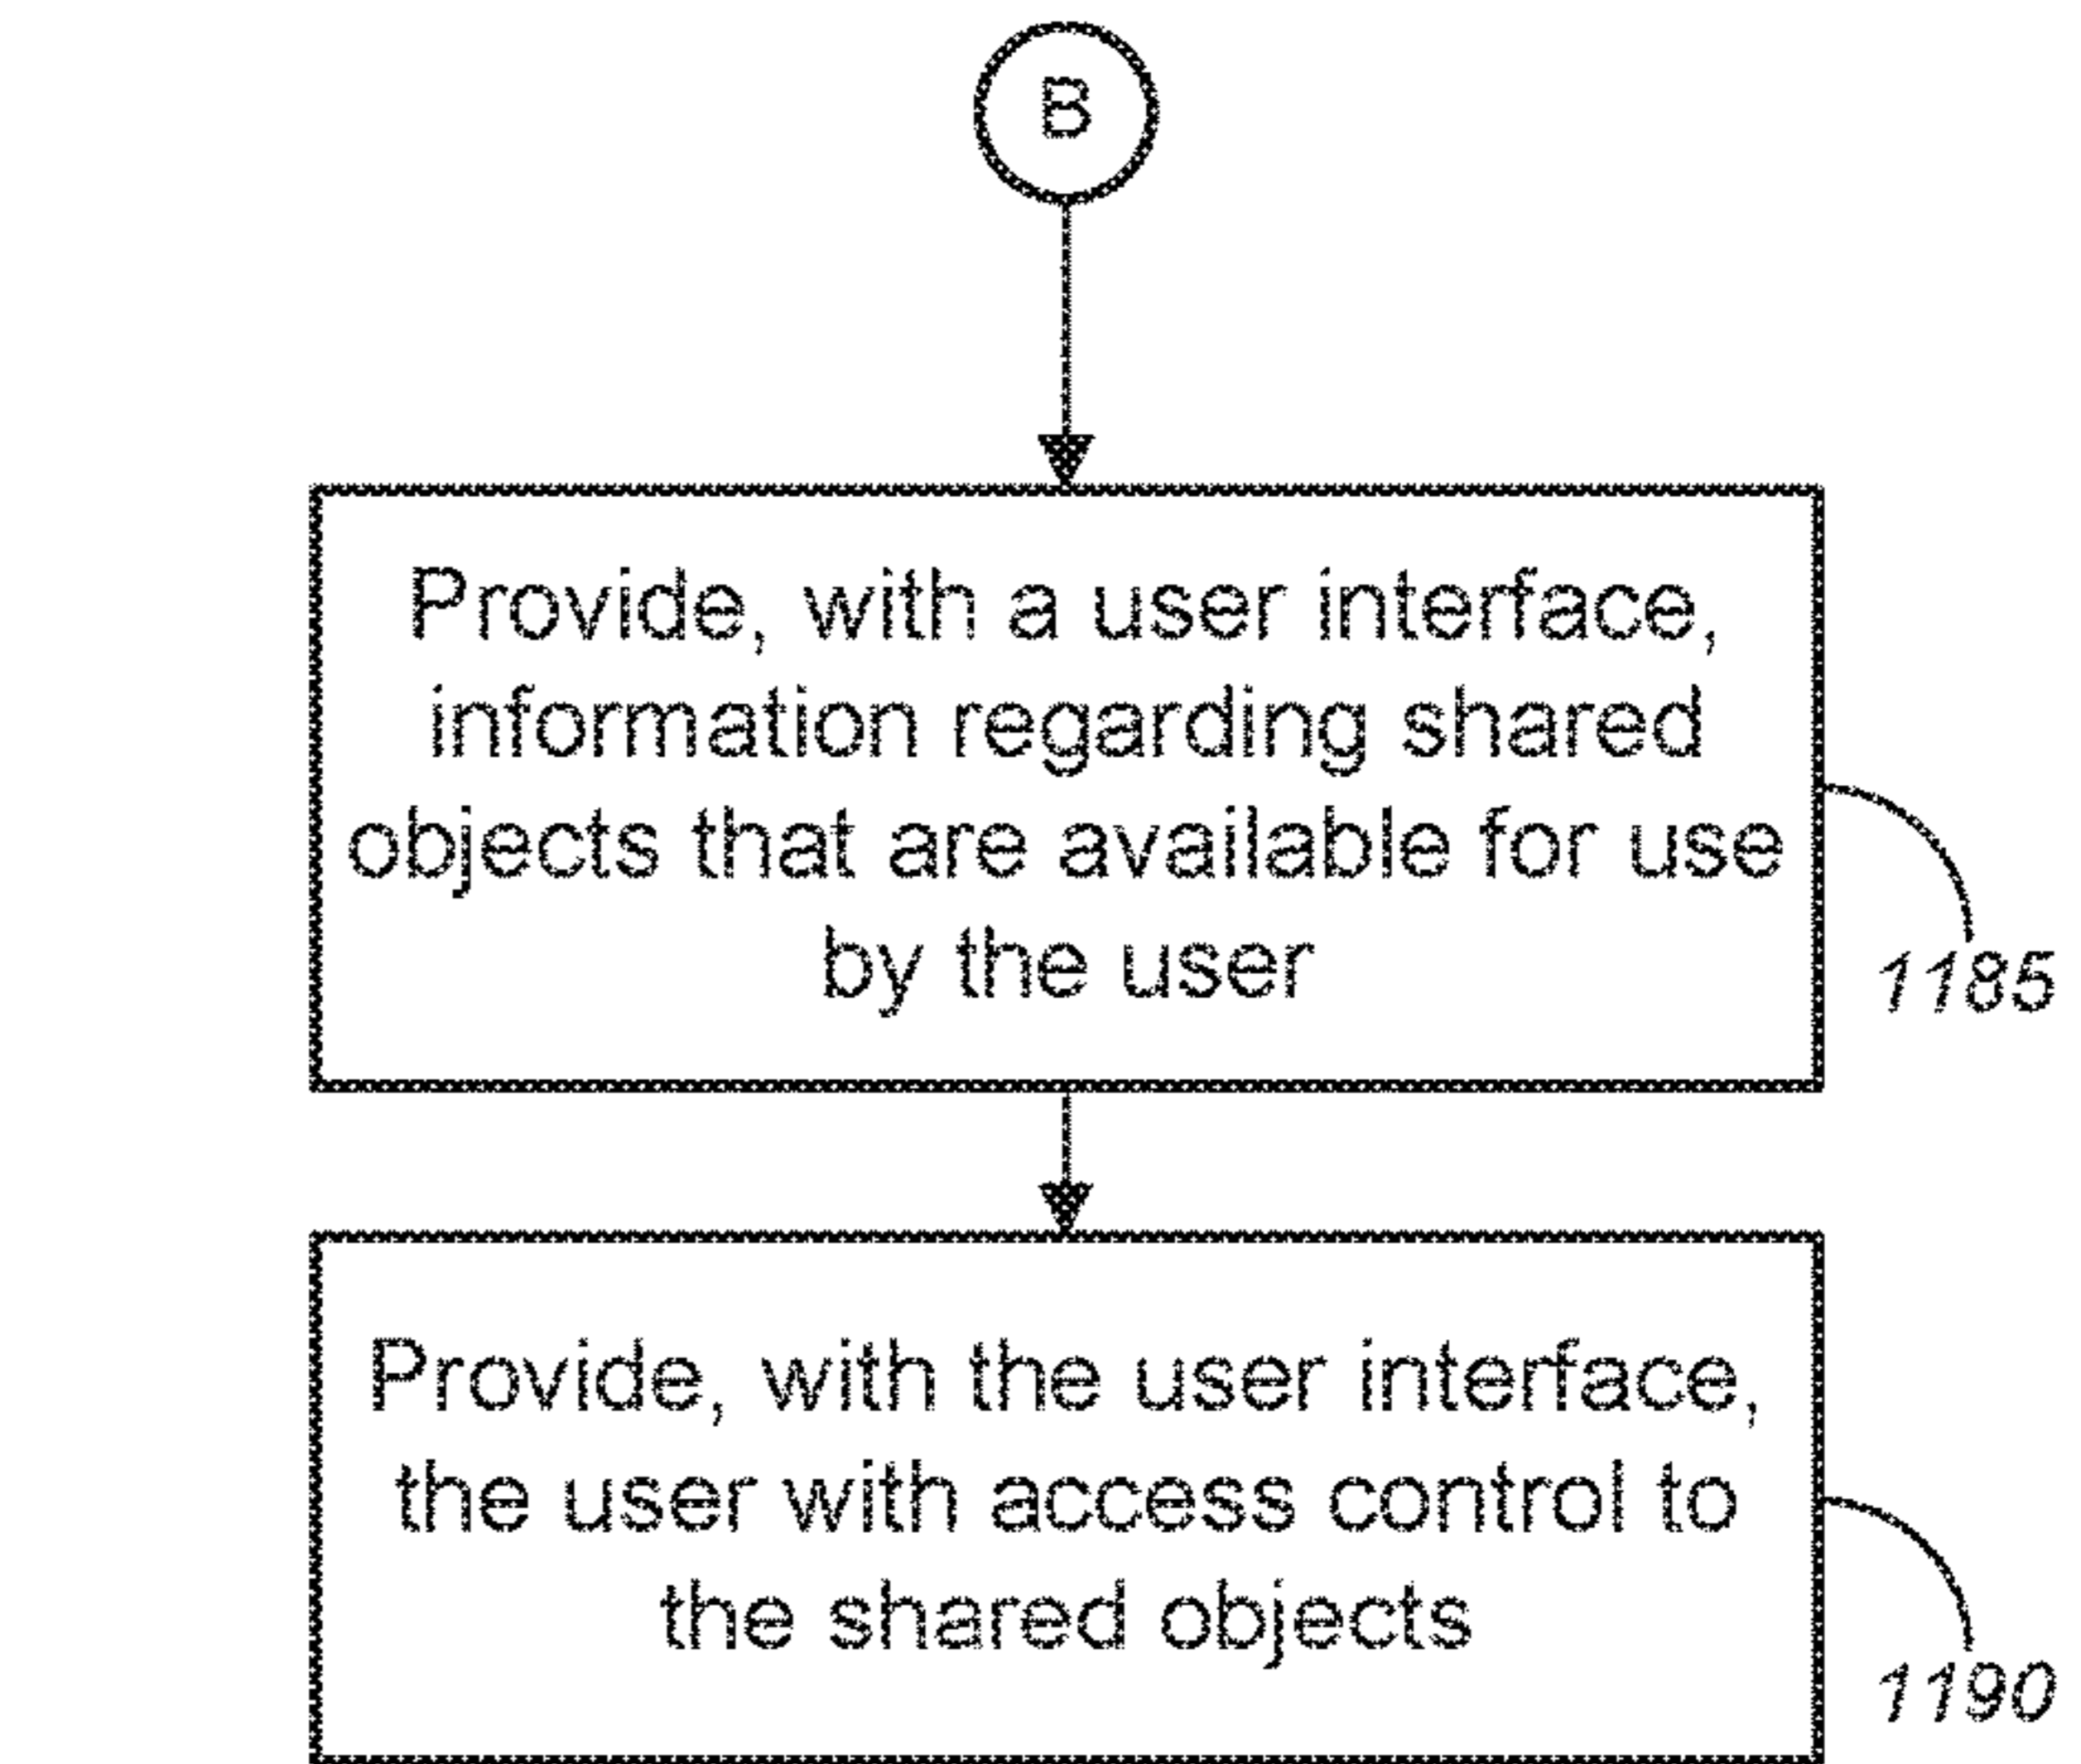 B
Provide, with a user interface,
information regarding shared
objects that are available for use
by the user
1185
Provide, with the user interface,
the user with access control to
the shared objects
1190